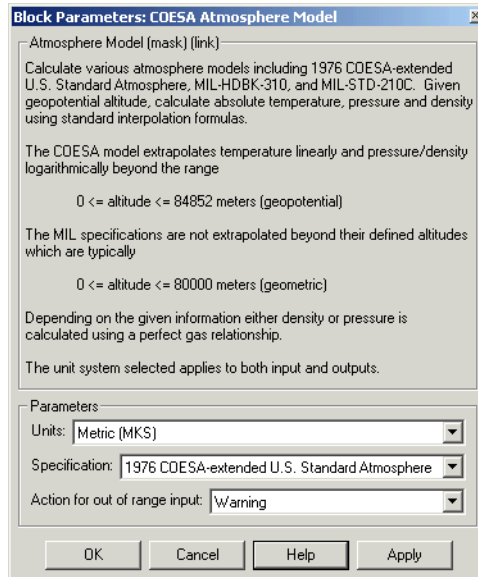 Block Parameters: COESA Atmosphere Model
Atmosphere Model (mask) (link)
Calculate various atmosphere models including 1976 COESA-extended
U.S. Standard Atmosphere, MIL-HDBK-310, and MIL-STD-210C.  Given
geopotential altitude, calculate absolute temperature, pressure and density
using standard interpolation formulas.
The COESA model extrapolates temperature linearly and pressure/density
logarithmically beyond the range
0 <= altitude <= 84852 meters (geopotential)
The MIL specifications are not extrapolated beyond their defined altitudes
which are typically
0 <= altitude <= 80000 meters (geometric)
Depending on the given information either density or pressure is
calculated using a perfect gas relationship.
The unit system selected applies to both input and outputs.
Parameters
Units: Metric (MKS)
Specification: 1976 COESA-extended U.S. Standard Atmosphere
Action for out of range input: Warning
OK Cancel Help Apply